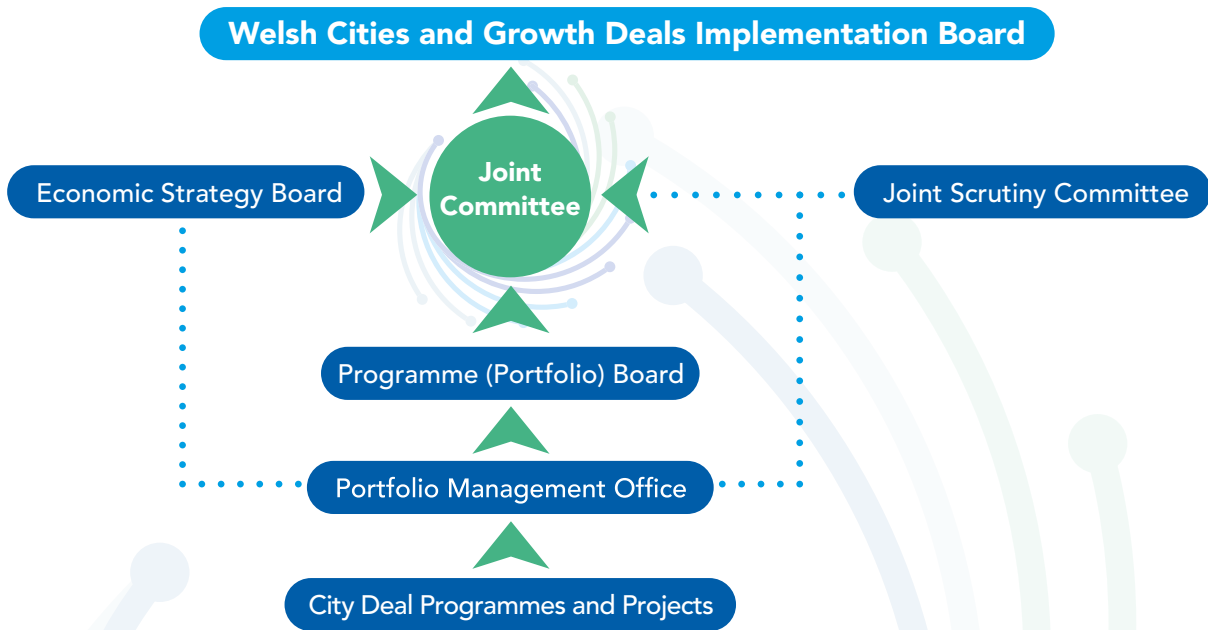 Welsh Cities and Growth Deals Implementation Board
Economic Strategy Board
Joint
Committee
Joint Scrutiny Committee
Programme (Portfolio) Board
Portfolio Management Office
City Deal Programmes and Projects